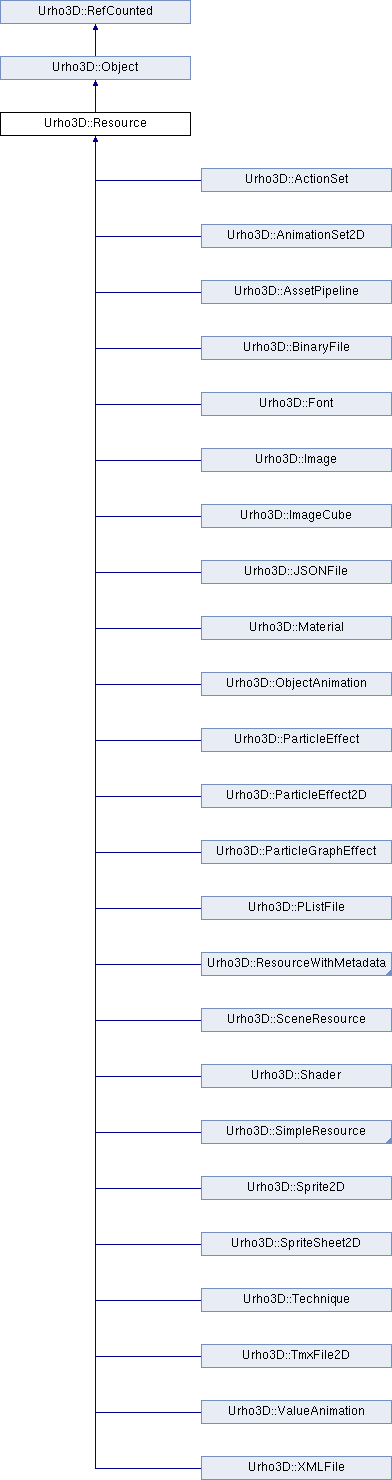 Urho3D::RefCounted
Urho3D::Object
Urho3D::Resource
Urho3D::ActionSet
Urho3D::AnimationSet2D
Urho3D::AssetPipeline
Urho3D::BinaryFile
Urho3D::Font
Urho3D::Image
Urho3D::ImageCube
Urho3D::JSONFile
Urho3D::Material
Urho3D::ObjectAnimation
Urho3D::ParticleEffect
Urho3D::ParticleEffect2D
Urho3D::ParticleGraphEffect
Urho3D::PListFile
Urho3D::ResourceWithMetadata
Urho3D::SceneResource
Urho3D::Shader
Urho3D::SimpleResource
Urho3D::Sprite2D
Urho3D::SpriteSheet2D
Urho3D::Technique
Urho3D::TmxFile2D
Urho3D::ValueAnimation
Urho3D::XMLFile